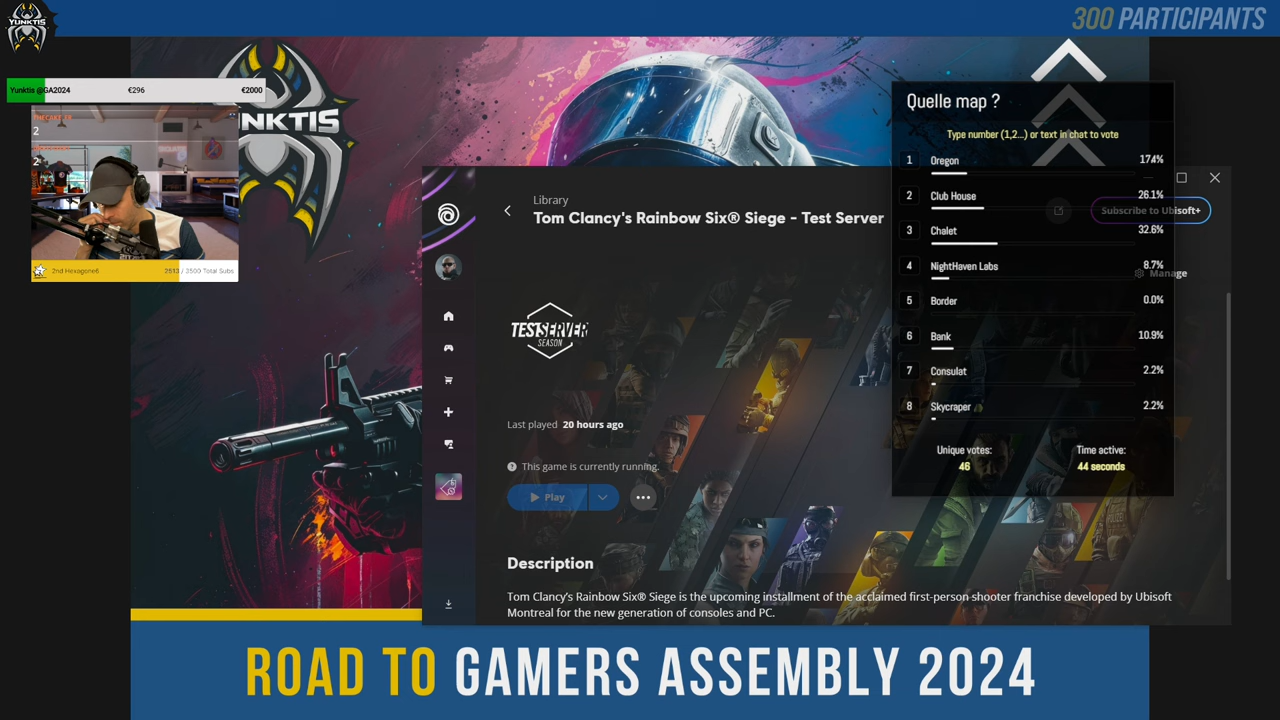 YUNKTIS
300 PARTICIPANTS
Yunktis @GA2024
€296
€2000
2
2
2nd Hexagone6
2513 / 2500 Total Subs
UNKTIS
Quelle map ?
Type number (1,2...) or text in chat to vote
1 Oregon 17.4%
2 Club House 26.1%
3 Chalet 32.6%
4 NightHaven Labs 8.7%
5 Border 0.0%
6 Bank 10.9%
7 Consulat 2.2%
8 Skycraper 2.2%
Unique votes:
46
Time active:
44 seconds
Library
Tom Clancy's Rainbow Six® Siege - Test Server
Subscribe to Ubisoft+
Manage
TEST SERVER
SEASON
Last played 20 hours ago
This game is currently running.
Play
Description
Tom Clancy's Rainbow Six® Siege is the upcoming installment of the acclaimed first-person shooter franchise developed by Ubisoft
Montreal for the new generation of consoles and PC.
ROAD TO GAMERS ASSEMBLY 2024